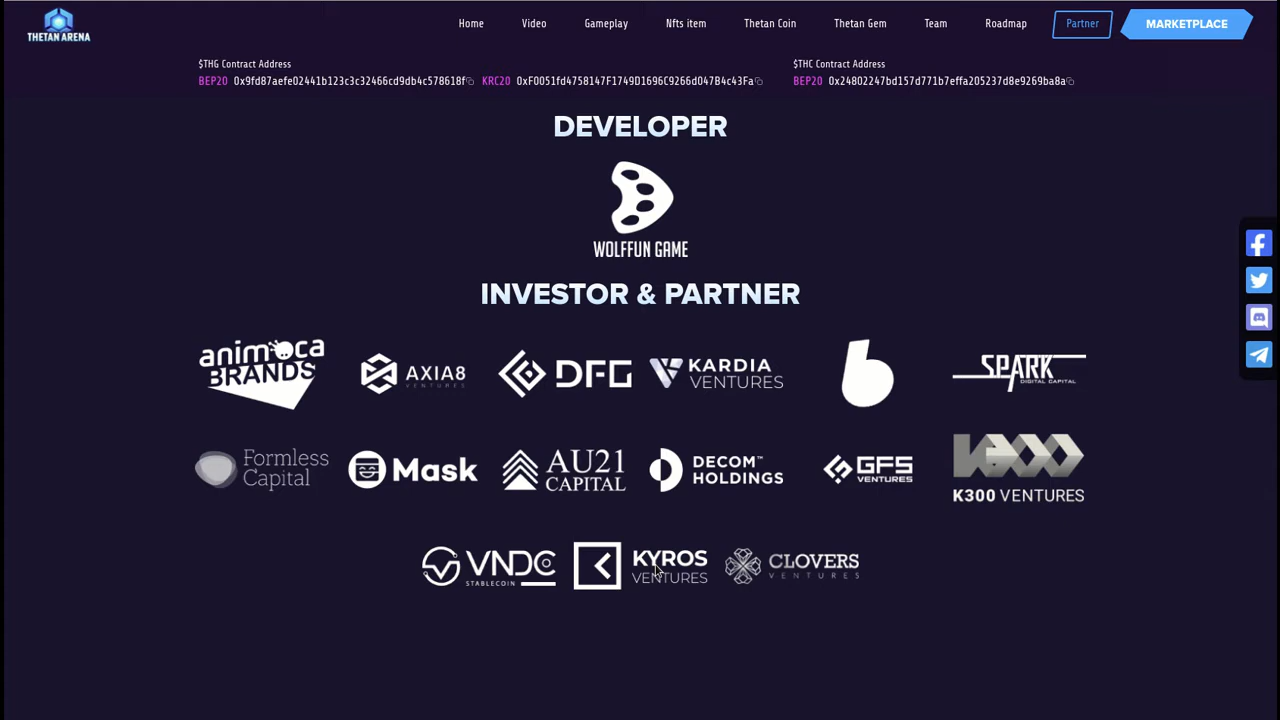 THETAN ARENA
Home Video Gameplay Nfts item Thetan Coin Thetan Gem Team Roadmap Partner MARKETPLACE
$THG Contract Address
BEP20 0x9fd87aefe02441b123c3c32466cd9db4c578618f KRC20 0xF0051fd4758147F1749D1696C9266d047B4c43Fa
$THC Contract Address
BEP20 0x24802247bd157d771b7effa205237d8e9269ba8a
DEVELOPER
WOLFFUN GAME
INVESTOR & PARTNER
animoca BRANDS
AXIA8 VENTURES
DFG
KARDIA VENTURES
SPARK DIGITAL CAPITAL
Formless Capital
Mask
AU21 CAPITAL
DECOM™ HOLDINGS
GFS VENTURES
K300
K300 VENTURES
VNDC STABLECOIN
KYROS VENTURES
CLOVERS VENTURES